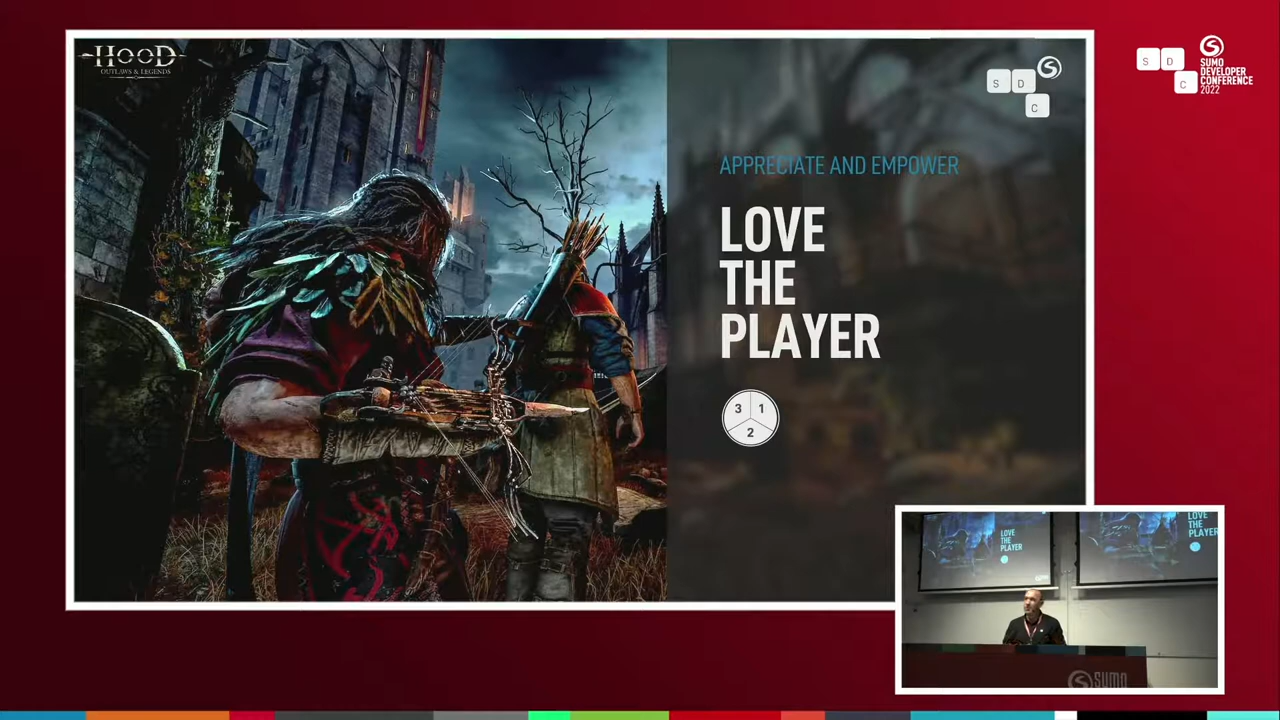 HOOD
OUTLAWS & LEGENDS
S D
C
APPRECIATE AND EMPOWER
LOVE
THE
PLAYER
3 1
2
S D
C
SUMO
DEVELOPER
CONFERENCE
2022
LOVE
THE
PLAYER
LOVE
THE
PLAYER
SUMO